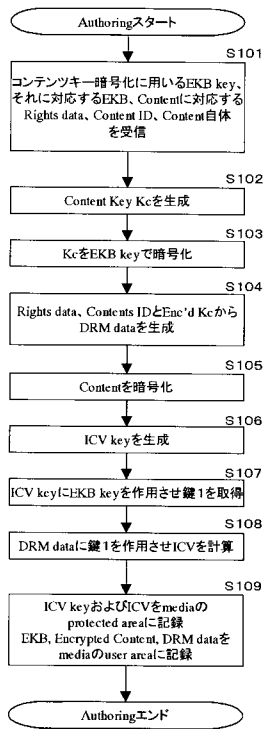 Authoringスタート
S101
コンテンツキー暗号化に用いるEKB key、
それに対応するEKB、Contentに対応する
Rights data、Content ID、Content自体
を受信
S102
Content Key Kcを生成
S103
KcをEKB keyで暗号化
S104
Rights data、Contents IDとEnc'd Kcから
DRM dataを生成
S105
Contentを暗号化
S106
ICV keyを生成
S107
ICV keyにEKB keyを作用させ鍵1を取得
S108
DRM dataに鍵1を作用させICVを計算
S109
ICV keyおよびICVをmediaの
protected areaに記録
EKB, Encrypted Content, DRM dataを
mediaのuser areaに記録
Authoringエンド